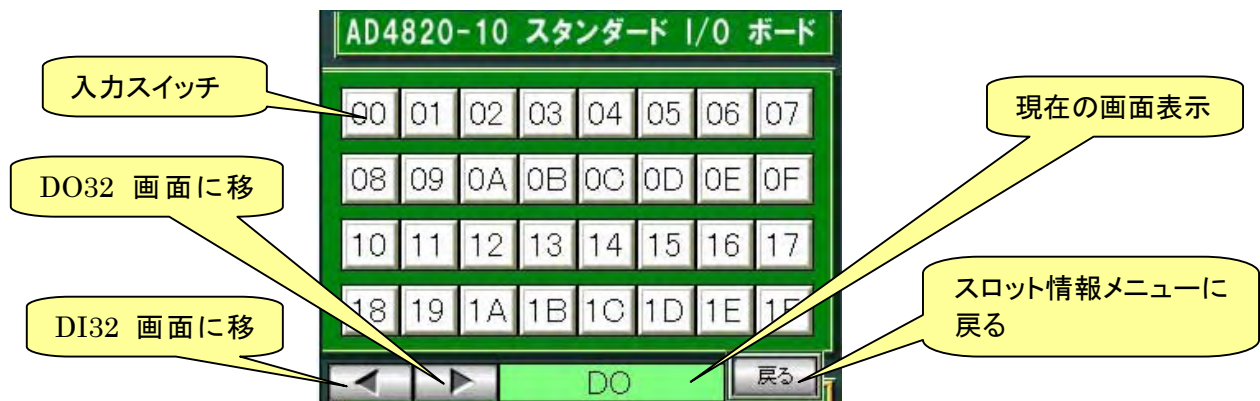 AD4820-10 スタンダード I/O ボード
入力スイッチ
現在の画面表示
00 01 02 03 04 05 06 07
DO32 画面に移
08 09 0A 0B 0C 0D 0E 0F
10 11 12 13 14 15 16 17
スロット情報メニューに
戻る
DI32 画面に移
18 19 1A 1B 1C 1D 1E 1F
◀ ▶ DO 戻る